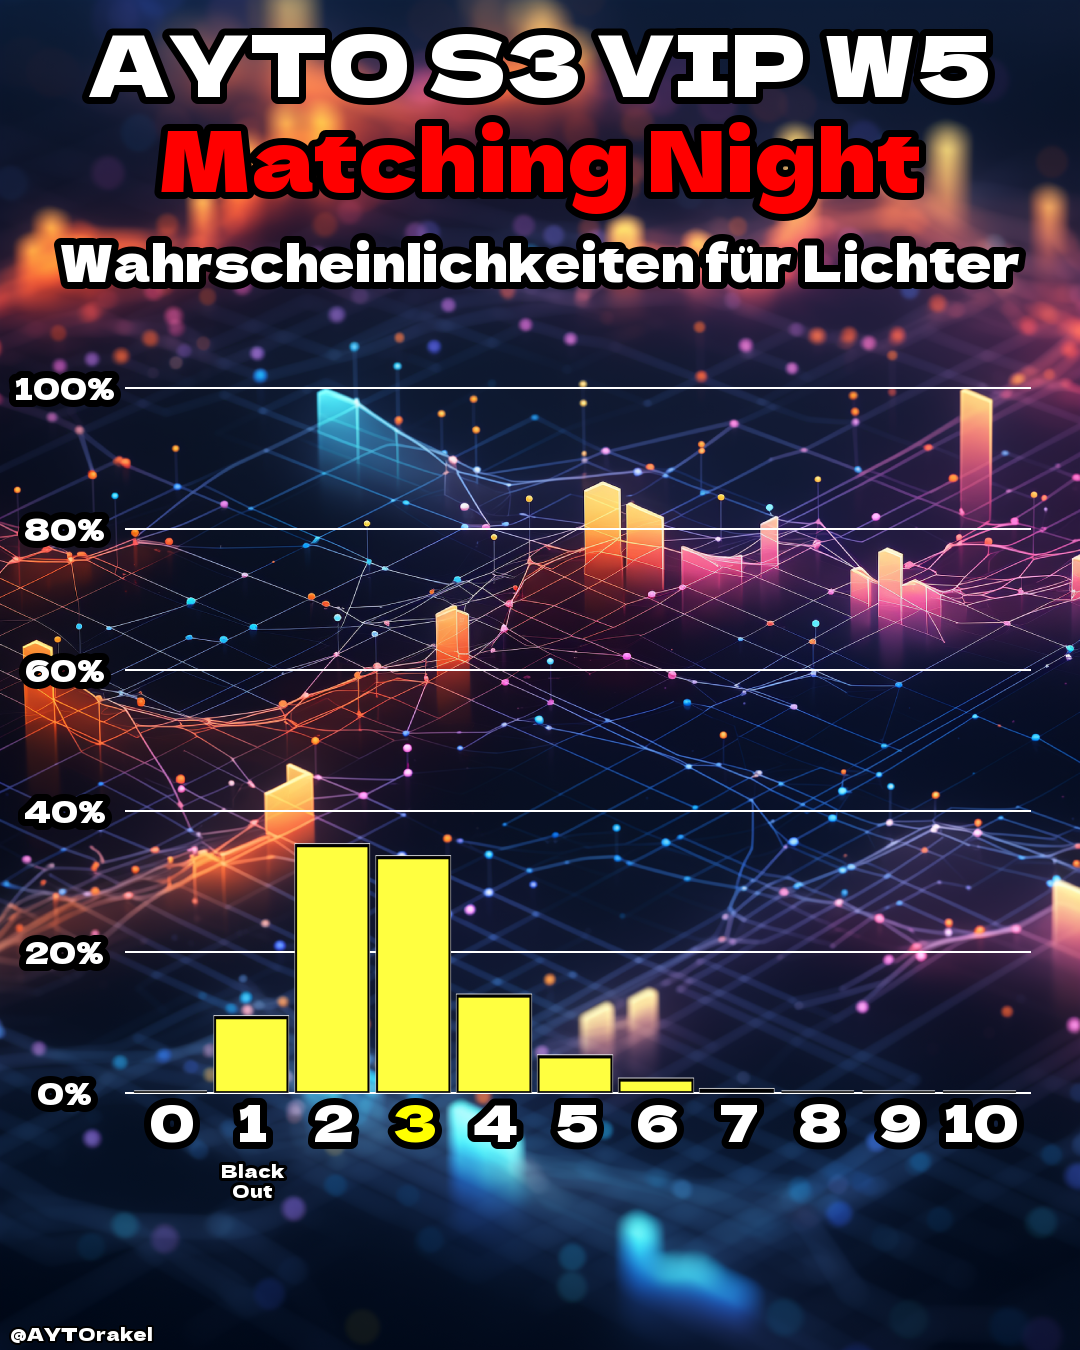 AYTO S3 VIP W5
Matching Night
Wahrscheinlichkeiten für Lichter
100%
80%
60%
40%
20%
0%
0 1 2 3 4 5 6 7 8 9 10
Black
Out
@AYTOrakel